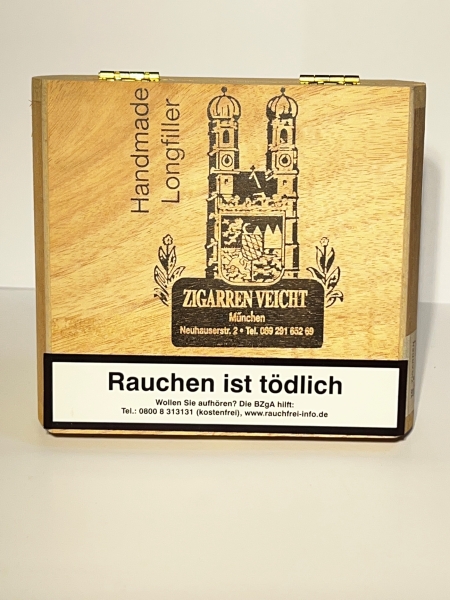 Handmade
Longfiller
ZIGARREN VEICHT
München
Neuhauserstr. 2 • Tel. 089 291 652 69
Rauchen ist tödlich
Wollen Sie aufhören? Die BZgA hilft:
Tel.: 0800 8 313131 (kostenfrei), www.rauchfrei-info.de